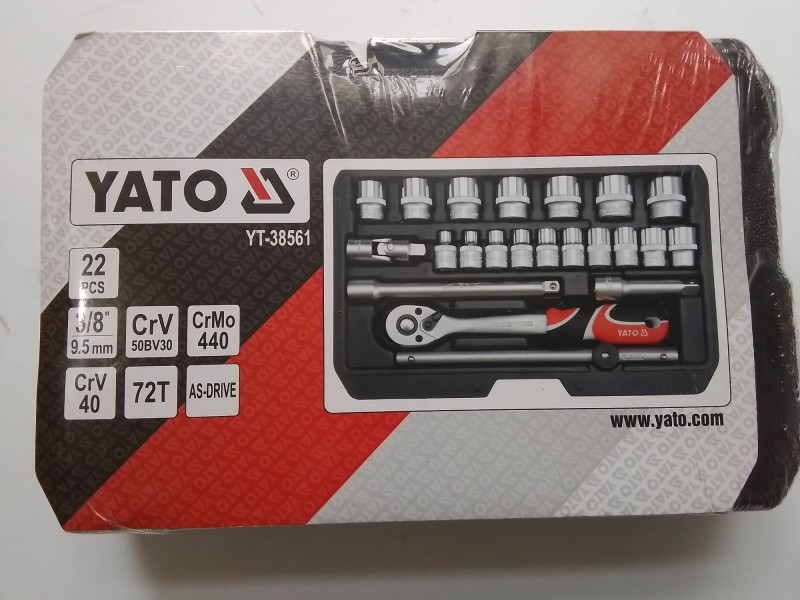 YATO ®
YT-38561
22
PCS
3/8"
9.5 mm
CrV
50BV30
CrMo
440
CrV
40
72T
AS-DRIVE
YATO
www.yato.com